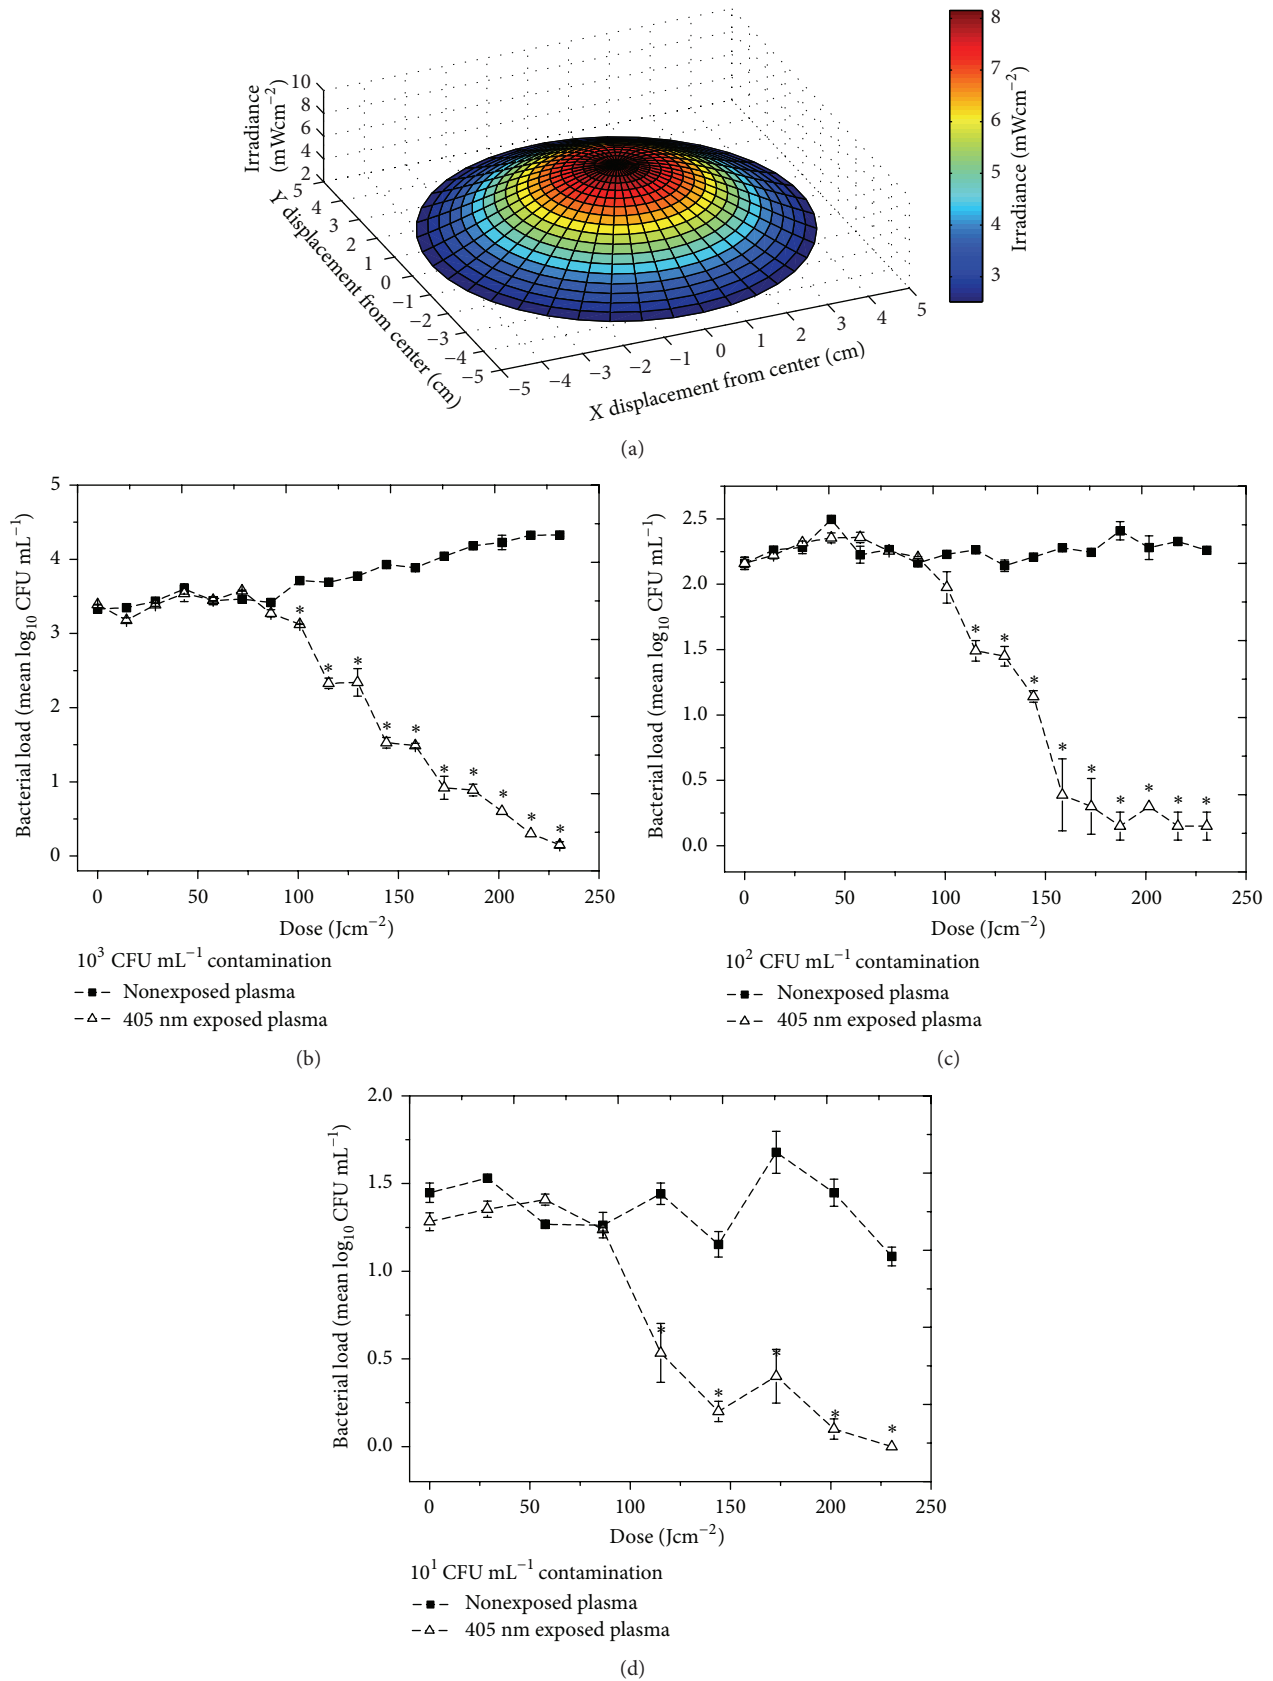 Irradiance
(mWcm−2)
10
8
6
4
2
5
4
3
2
1
0
−1
−2
−3
−4
−5
Y displacement from center (cm)
−5
−4
−3
−2
−1
0
1
2
3
4
5
X displacement from center (cm)
8
7
6
5
4
3
Irradiance (mWcm−2)
(a)
5
4
3
2
1
0
Bacterial load (mean log10 CFU mL−1)
* * * * * * * * * *
0 50 100 150 200 250
Dose (Jcm−2)
10^3 CFU mL−1 contamination
Nonexposed plasma
405 nm exposed plasma
(b)
2.5
2.0
1.5
1.0
0.5
0.0
Bacterial load (mean log10 CFU mL−1)
* * * * * * * * *
0 50 100 150 200 250
Dose (Jcm−2)
10^2 CFU mL−1 contamination
Nonexposed plasma
405 nm exposed plasma
(c)
2.0
1.5
1.0
0.5
0.0
Bacterial load (mean log10 CFU mL−1)
* * * * *
0 50 100 150 200 250
Dose (Jcm−2)
10^1 CFU mL−1 contamination
Nonexposed plasma
405 nm exposed plasma
(d)